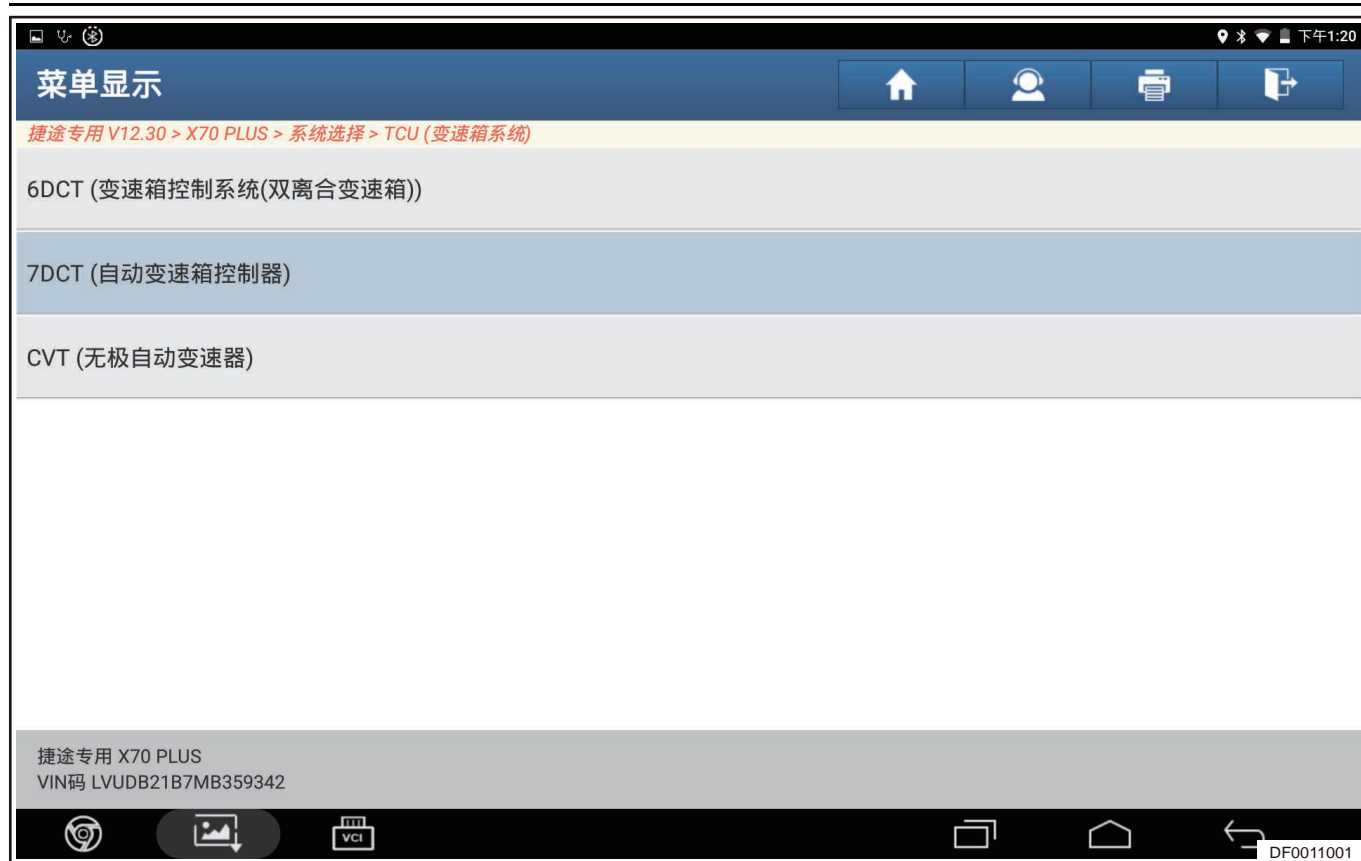 下午1:20
菜单显示
捷途专用 V12.30 > X70 PLUS > 系统选择 > TCU (变速箱系统)
6DCT (变速箱控制系统(双离合变速箱))
7DCT (自动变速箱控制器)
CVT (无极自动变速器)
捷途专用 X70 PLUS
VIN码 LVUDB21B7MB359342
VCI
DF0011001